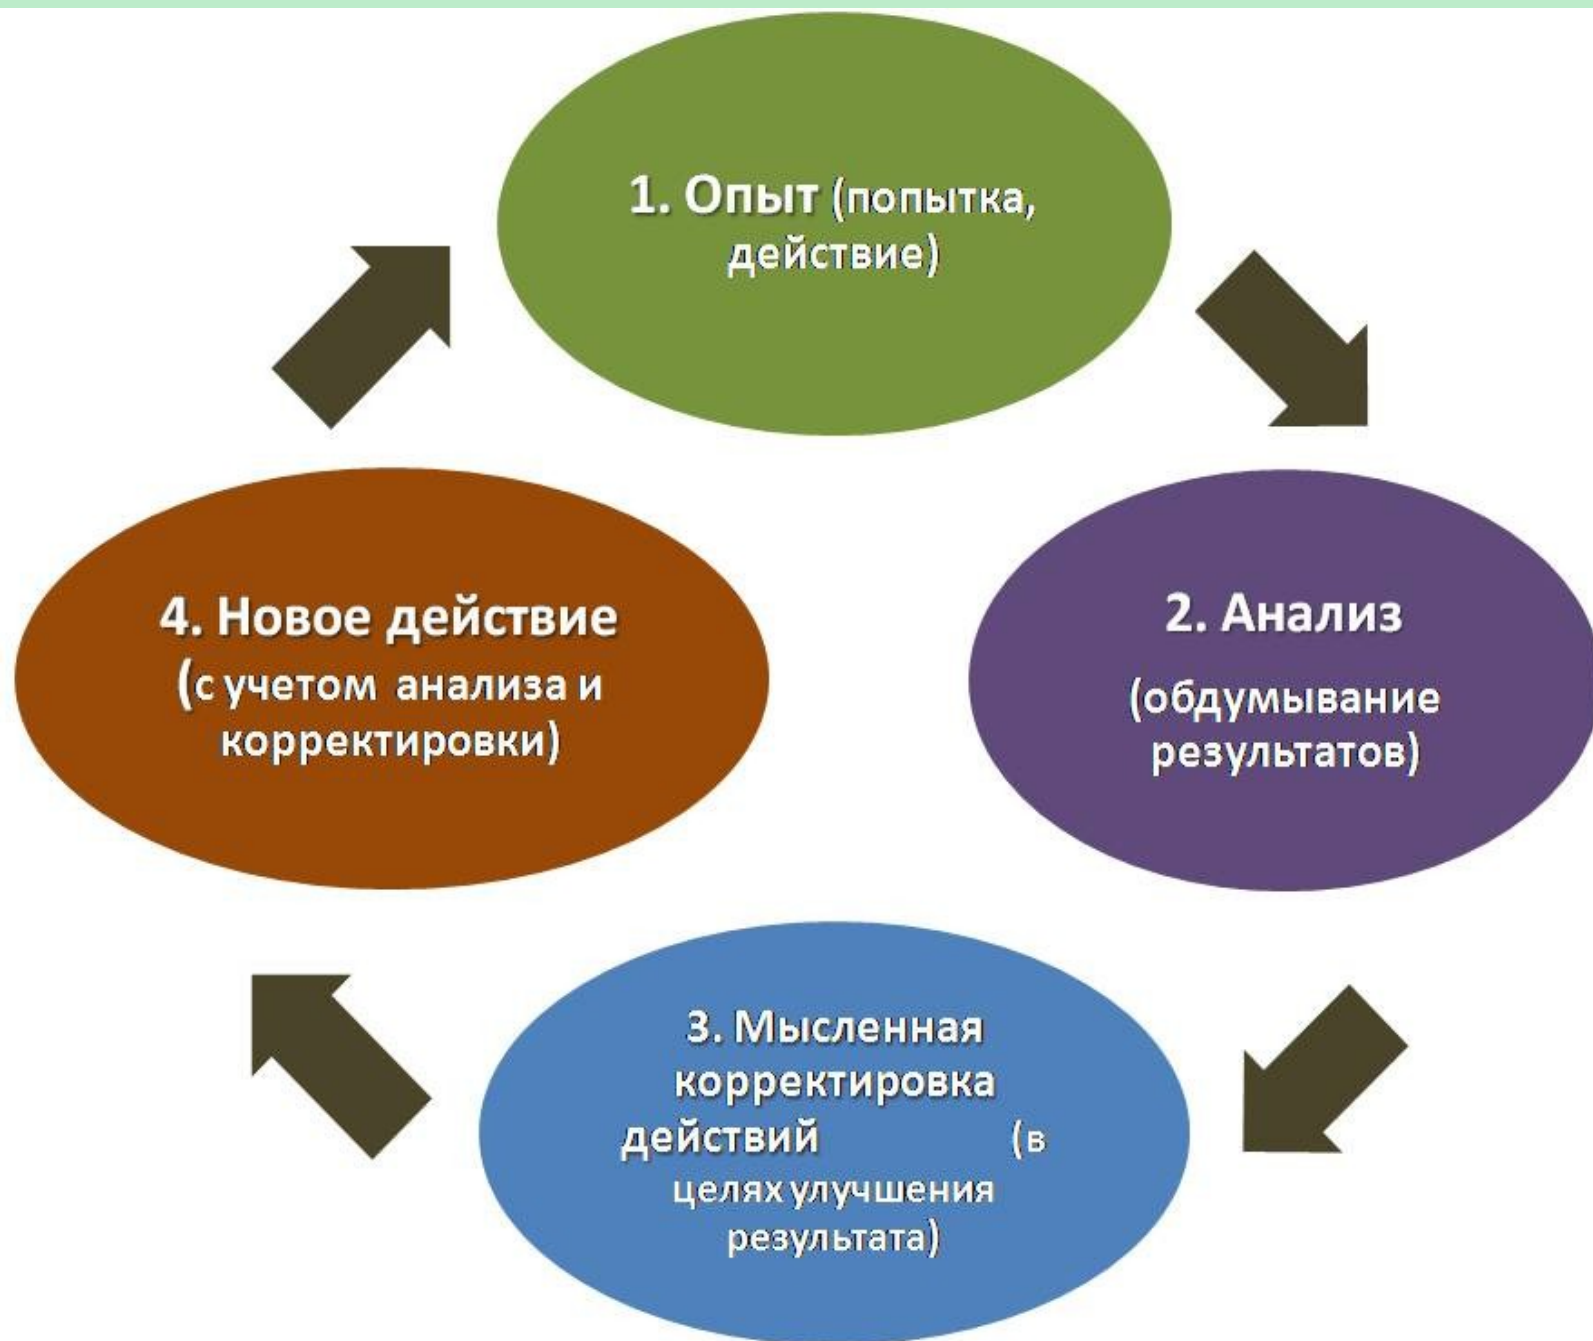 1. Опыт (попытка,
действие)
2. Анализ
(обдумывание
результатов)
3. Мысленная
корректировка
действий (в
целях улучшения
результата)
4. Новое действие
(с учетом анализа и
корректировки)